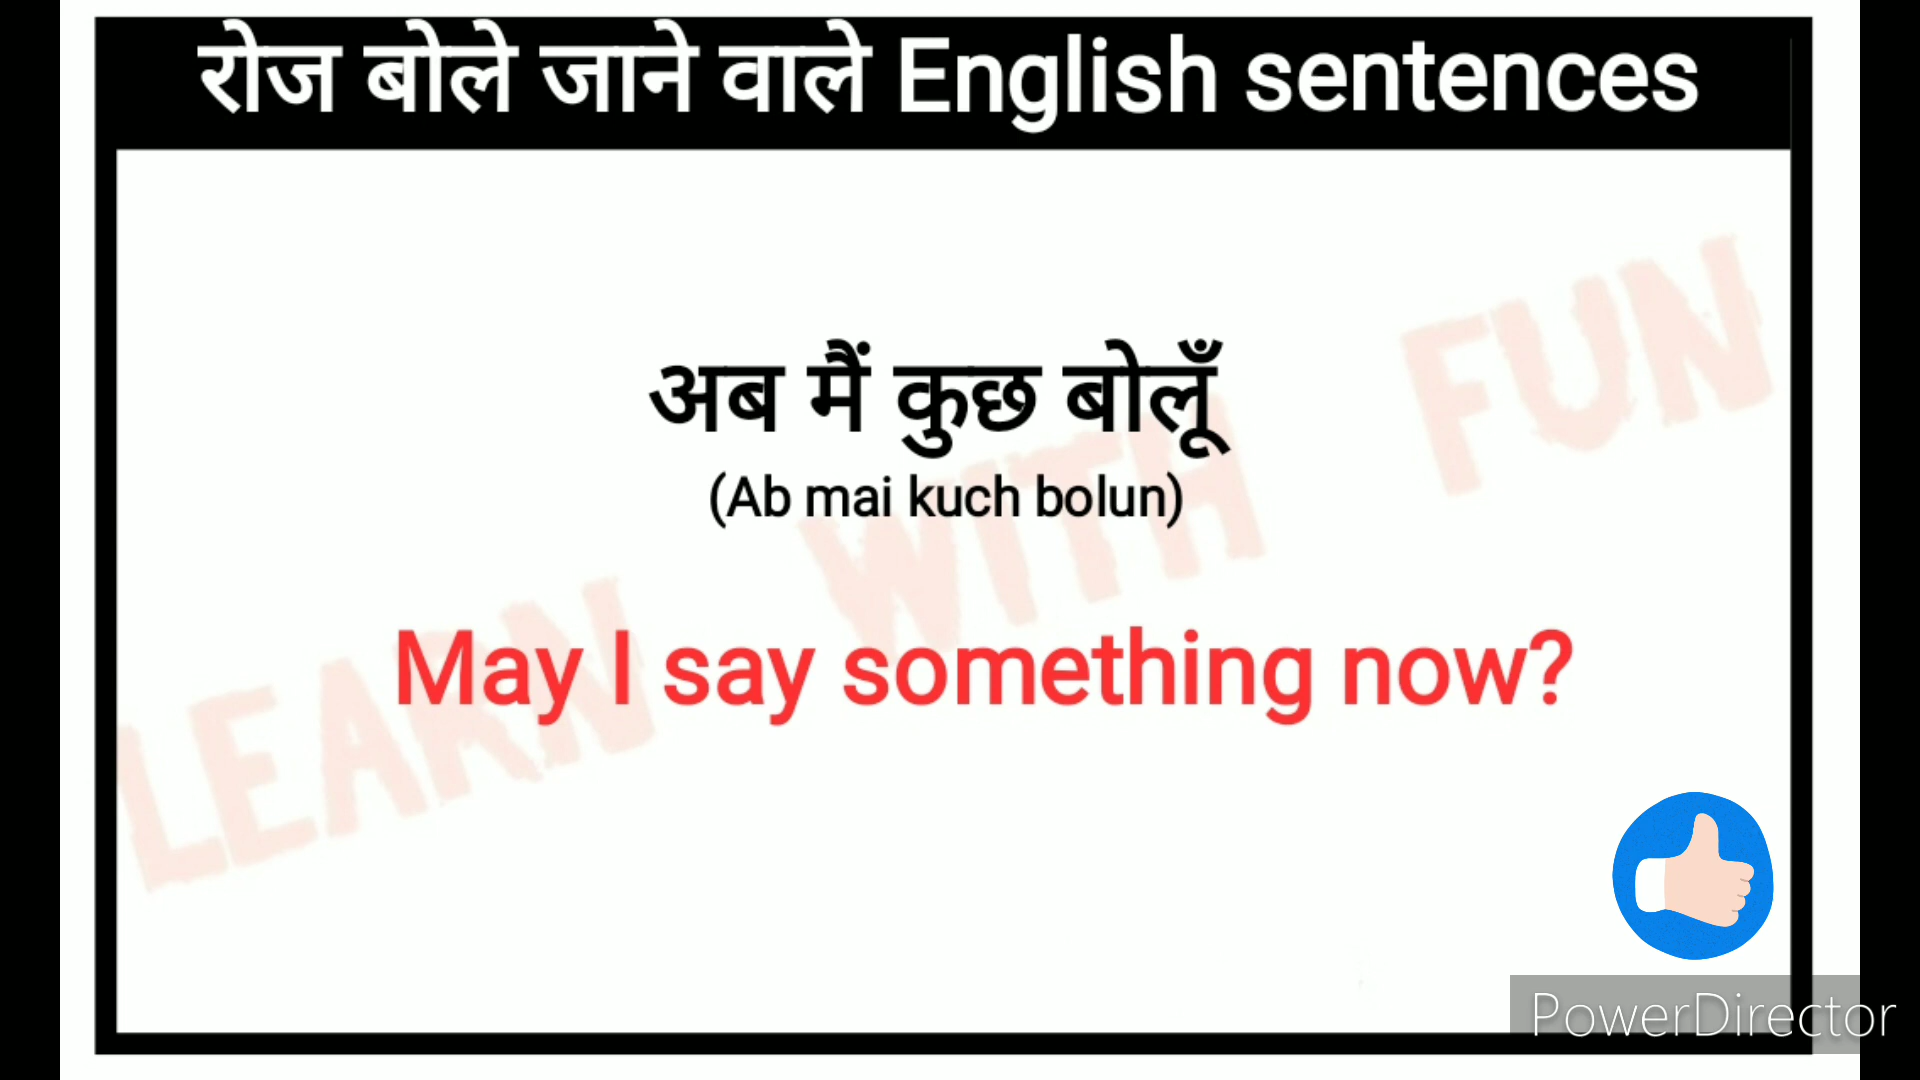 रोज बोले जाने वाले English sentences
अब मैं कुछ बोलूँ
(Ab mai kuch bolun)
May I say something now?
LEARN WITH FUN
PowerDirector